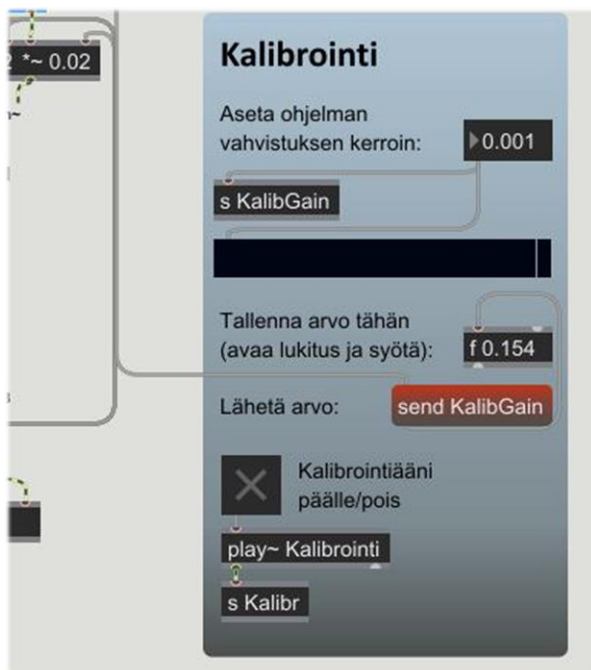 *~ 0.02
Kalibrointi
Aseta ohjelman
vahvistuksen kerroin:
0.001
s KalibGain
Tallenna arvo tähän
(avaa lukitus ja syötä):
f 0.154
Lähetä arvo:
send KalibGain
Kalibrointiääni
päälle/pois
play~ Kalibrointi
s Kalibr